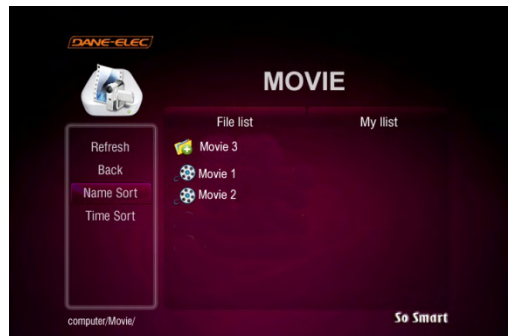 DANE-ELEC
MOVIE
File list
My llist
Refresh
Back
Name Sort
Time Sort
Movie 3
Movie 1
Movie 2
computer/Movie/
So Smart